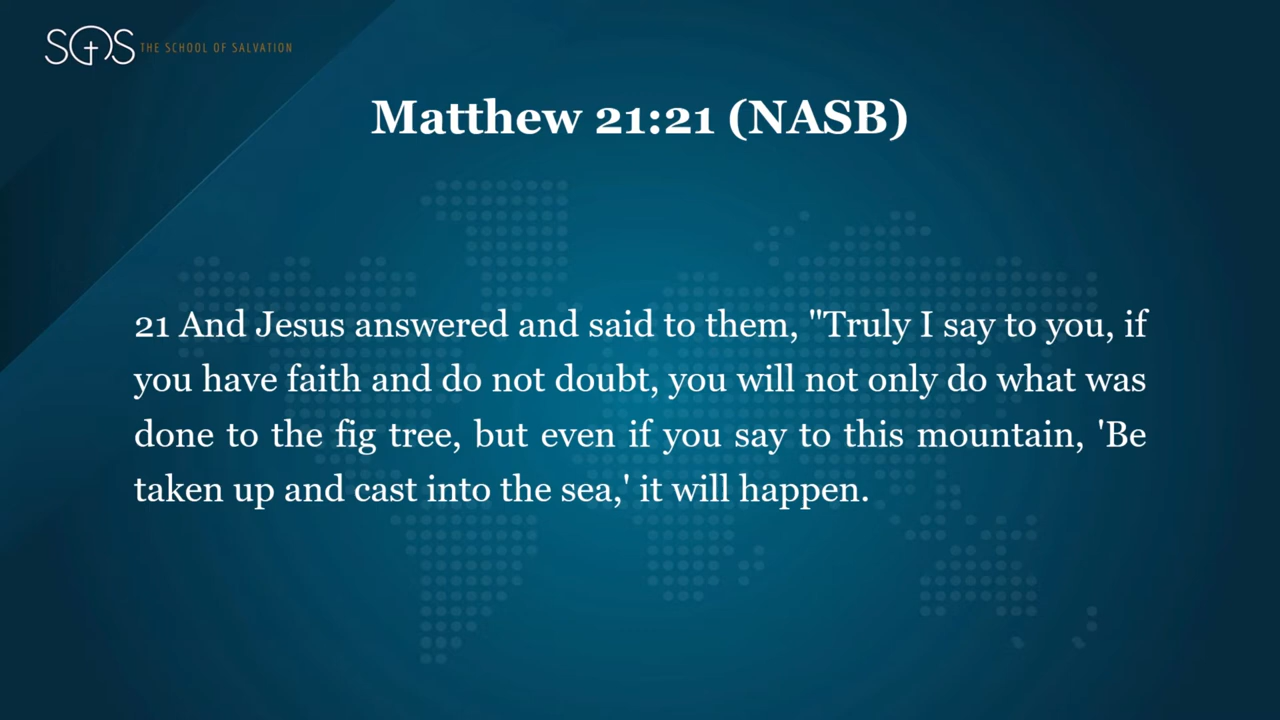 SOS THE SCHOOL OF SALVATION
Matthew 21:21 (NASB)
21 And Jesus answered and said to them, "Truly I say to you, if
you have faith and do not doubt, you will not only do what was
done to the fig tree, but even if you say to this mountain, 'Be
taken up and cast into the sea,' it will happen.